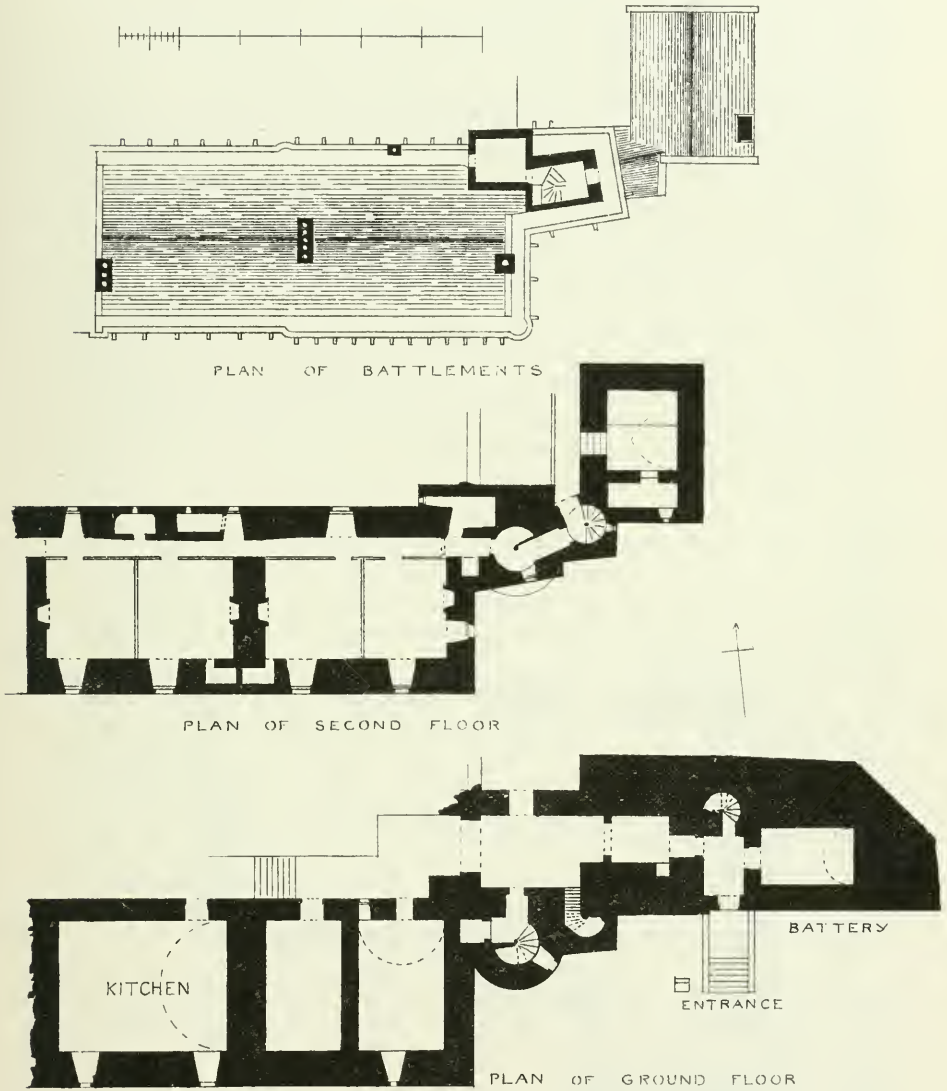 PLAN OF BATTLEMENTS
PLAN OF SECOND FLOOR
BATTERY
KITCHEN
ENTRANCE
PLAN OF GROUND FLOOR